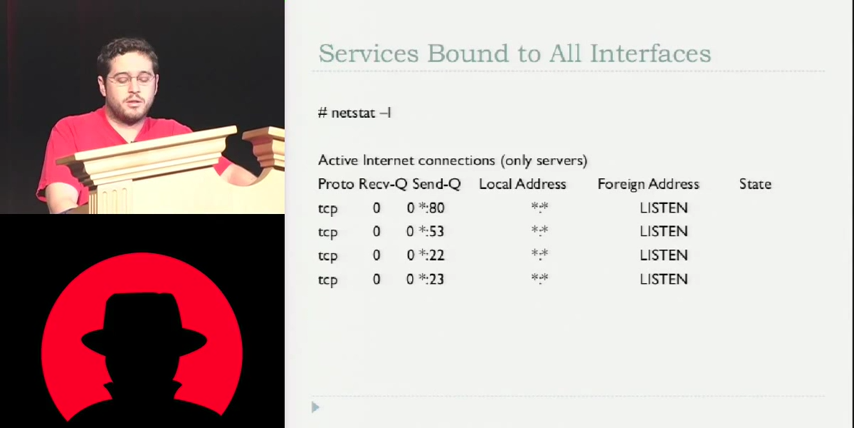 Services Bound to All Interfaces
# netstat –l
Active Internet connections (only servers)
Proto Recv-Q Send-Q Local Address Foreign Address State
tcp 0 0 *:80 *:* LISTEN
tcp 0 0 *:53 *:* LISTEN
tcp 0 0 *:22 *:* LISTEN
tcp 0 0 *:23 *:* LISTEN